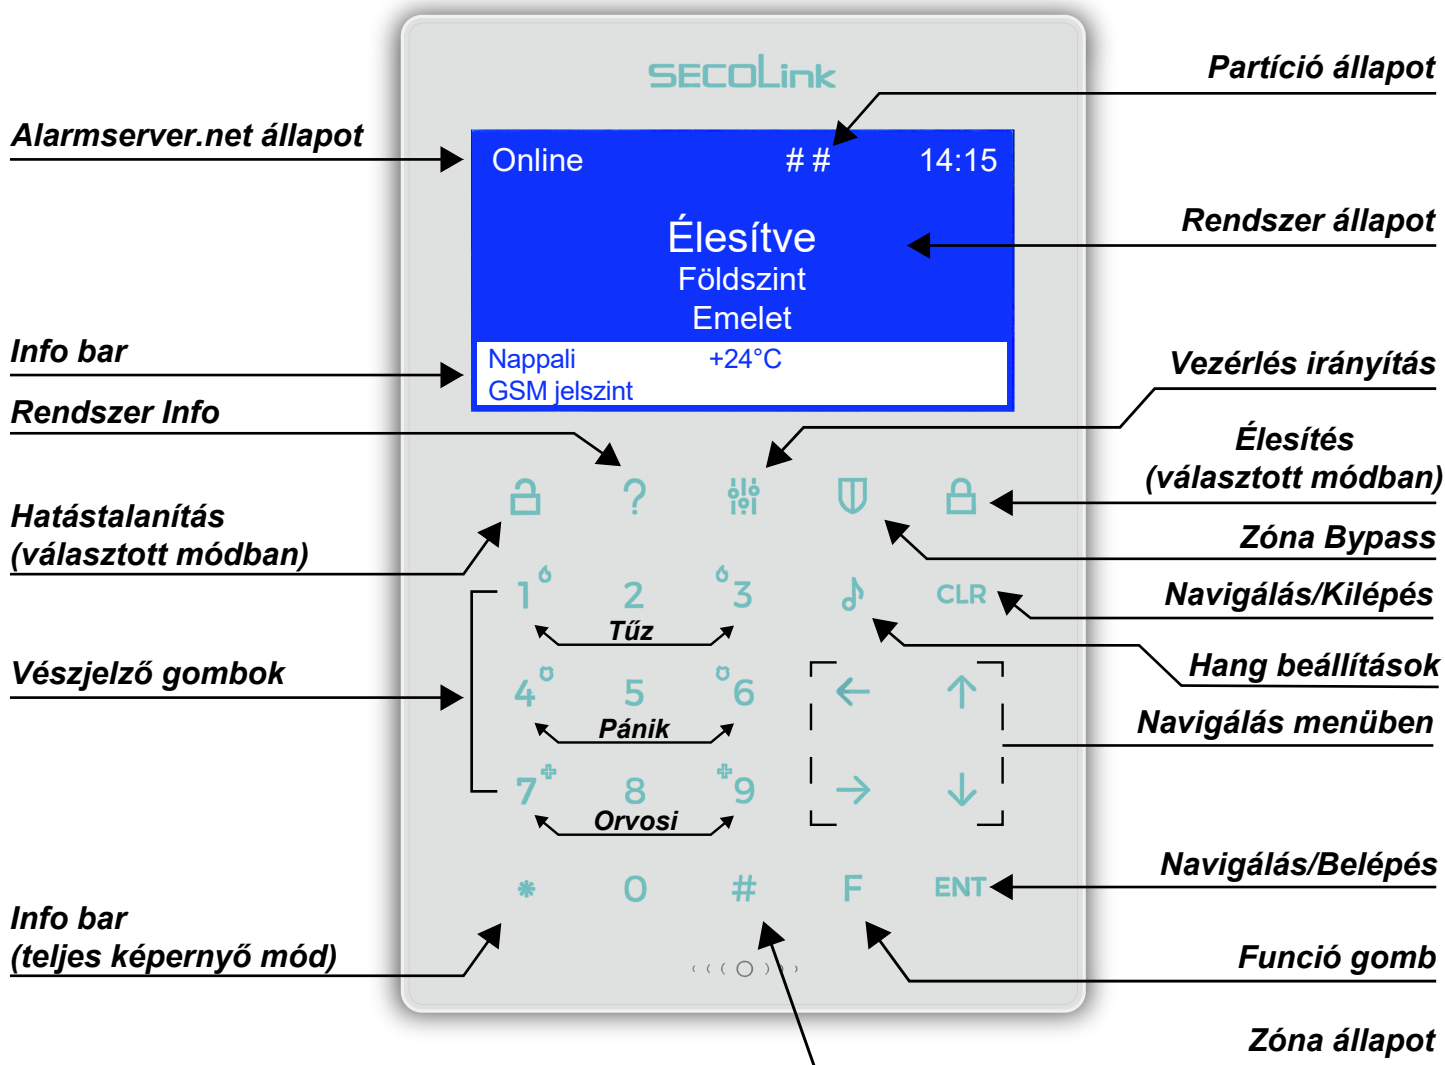 SECOLink
Partíció állapot
Alarmserver.net állapot
Online # # 14:15
Rendszer állapot
Élesítve
Földszint
Emelet
Info bar
Nappali +24°C
GSM jelszint
Vezérlés irányítás
Rendszer Info
Élesítés
(választott módban)
?
Hatástalanítás
(választott módban)
Zóna Bypass
1 2 3 CLR
Navigálás/Kilépés
Tűz
Vészjelző gombok
Hang beállítások
4 5 6 ← ↑
Pánik
Navigálás menüben
7 8 9 → ↓
Orvosi
Navigálás/Belépés
* 0 # F ENT
Info bar
(teljes képernyő mód)
Funció gomb
Zóna állapot